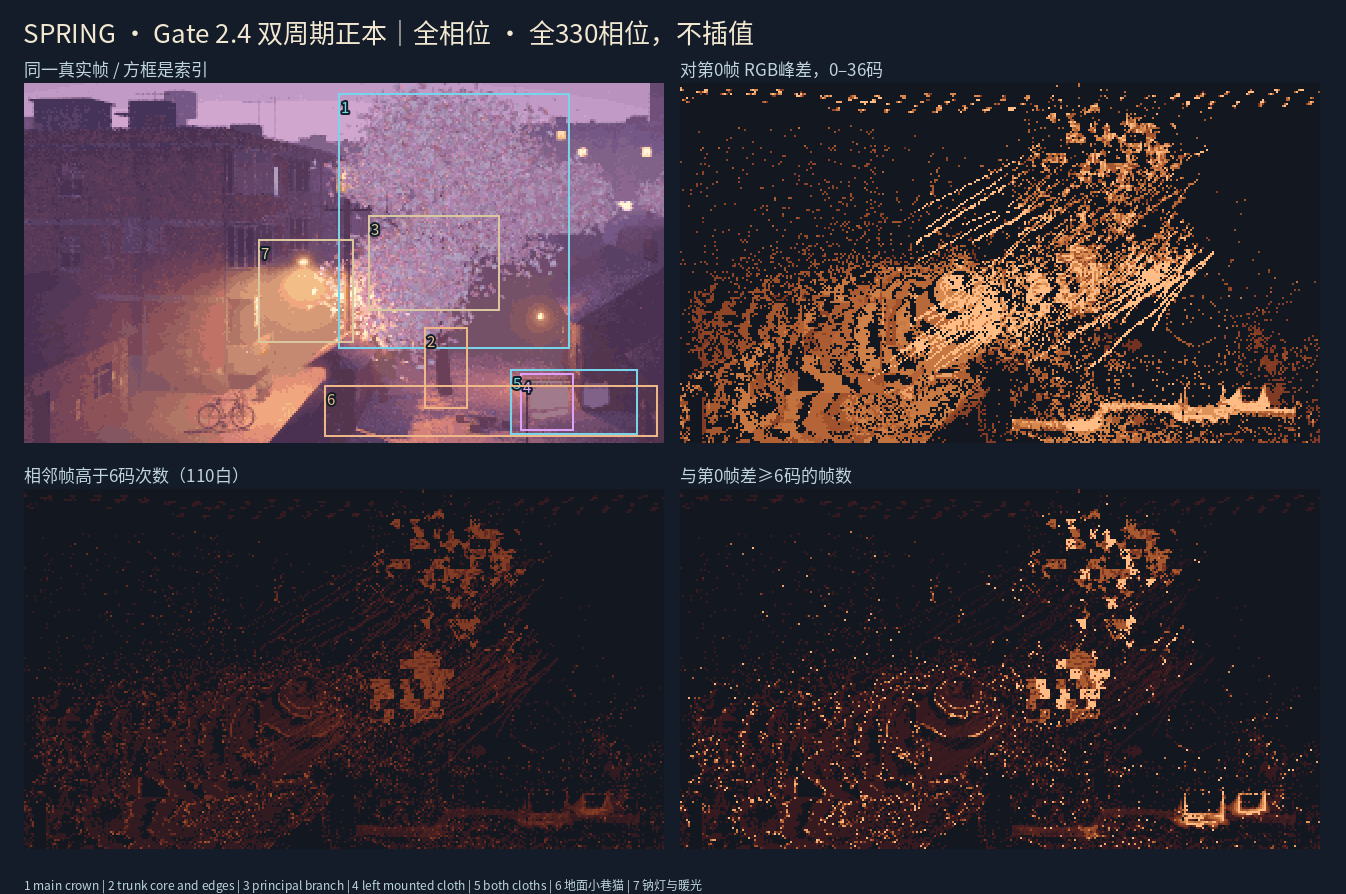 SPRING · Gate 2.4 双周期正本｜全相位 · 全330相位，不插值
同一真实帧 / 方框是索引
对第0帧 RGB峰差，0–36码
1
3
7
2
5
4
6
相邻帧高于6码次数（110白）
与第0帧差≥6码的帧数
1 main crown | 2 trunk core and edges | 3 principal branch | 4 left mounted cloth | 5 both cloths | 6 地面小巷猫 | 7 钠灯与暖光